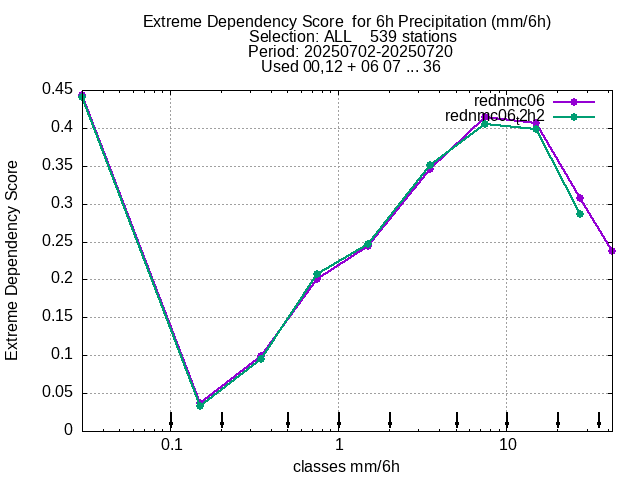 Extreme Dependency Score  for 6h Precipitation (mm/6h)
Selection: ALL    539 stations
Period: 20250702-20250720
Used 00,12 + 06 07 ... 36
rednmc06
rednmc06,2h2
Extreme Dependency Score
0.45
0.4
0.35
0.3
0.25
0.2
0.15
0.1
0.05
0
0.1 1 10
classes mm/6h